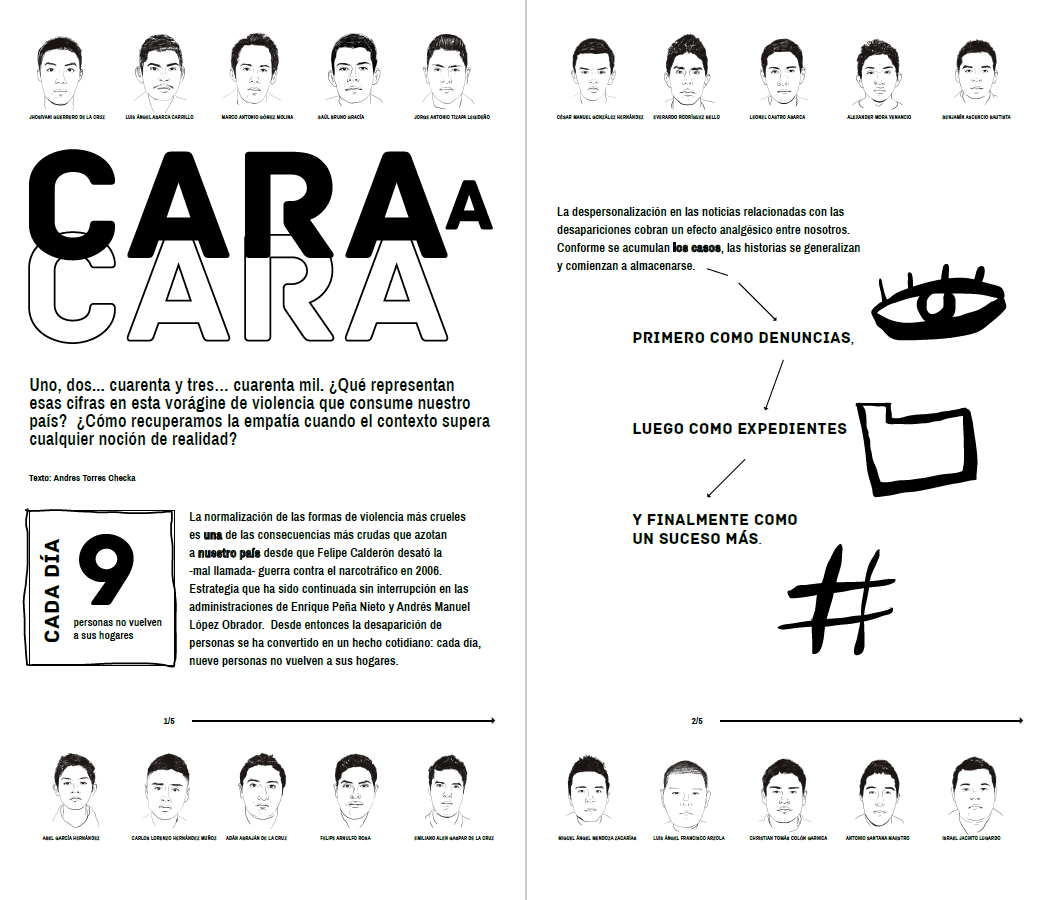 JHOSIVANI GUERRERO DE LA CRUZ
LUIS ÁNGEL ABARCA CARRILLO
MARCO ANTONIO GÓMEZ MOLINA
SAÚL BRUNO GRACÍA
JORGE ANTONIO TIZAPA LEGIDEÑO
CARA A
CARA
Uno, dos... cuarenta y tres... cuarenta mil. ¿Qué representan
esas cifras en esta vorágine de violencia que consume nuestro
país? ¿Cómo recuperamos la empatía cuando el contexto supera
cualquier noción de realidad?
Texto: Andres Torres Checka
CADA DÍA
9
personas no vuelven
a sus hogares
La normalización de las formas de violencia más crueles
es una de las consecuencias más crudas que azotan
a nuestro país desde que Felipe Calderón desató la
-mal llamada- guerra contra el narcotráfico en 2006.
Estrategia que ha sido continuada sin interrupción en las
administraciones de Enrique Peña Nieto y Andrés Manuel
López Obrador. Desde entonces la desaparición de
personas se ha convertido en un hecho cotidiano: cada día,
nueve personas no vuelven a sus hogares.
1/5
ABEL GARCÍA HERNÁNDEZ
CARLOS LORENZO HERNÁNDEZ MUÑOZ
ADÁN ABRAJÁN DE LA CRUZ
FELIPE ARNULFO ROSA
EMILIANO ALEN GASPAR DE LA CRUZ
CÉSAR MANUEL GONZÁLEZ HERNÁNDEZ
EVERARDO RODRÍGUEZ BELLO
LEONEL CASTRO ABARCA
ALEXANDER MORA VENANCIO
BENJAMÍN ASCENCIO BAUTISTA
La despersonalización en las noticias relacionadas con las
desapariciones cobran un efecto analgésico entre nosotros.
Conforme se acumulan los casos, las historias se generalizan
y comienzan a almacenarse.
PRIMERO COMO DENUNCIAS,
LUEGO COMO EXPEDIENTES
Y FINALMENTE COMO
UN SUCESO MÁS.
#
2/5
MIGUEL ÁNGEL MENDOZA ZACARÍAS
LUIS ÁNGEL FRANCISCO ARZOLA
CHRISTIAN TOMÁS COLÓN GARNICA
ANTONIO SANTANA MAESTRO
ISRAEL JACINTO LUGARDO